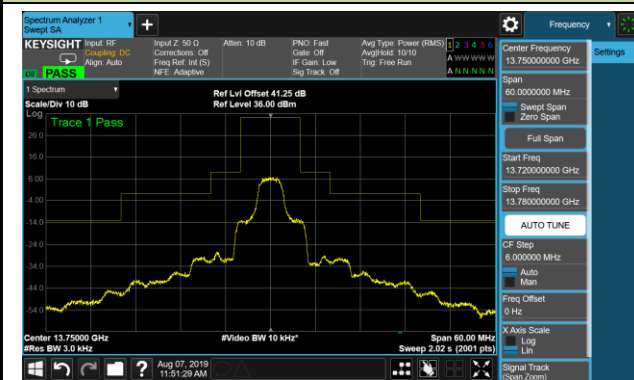 Spectrum Analyzer 1
Swept SA
Frequency
KEYSIGHT
Input: RF
Coupling: DC
Align: Auto
Input Z: 50 Ω
Corrections: Off
Freq Ref: Int (S)
NFE: Adaptive
Atten: 10 dB
PNO: Fast
Gate: Off
IF Gain: Low
Sig Track: Off
Avg Type: Power (RMS)
Avg|Hold: 10/10
Trig: Free Run
1 2 3 4 5 6
A W W W W W
A N N N N N
PASS
1 Spectrum
Scale/Div 10 dB
Ref Lvl Offset 41.25 dB
Ref Level 36.00 dBm
Log
Trace 1 Pass
26.0
16.0
6.00
-4.00
-14.0
-24.0
-34.0
-44.0
-54.0
Center 13.75000 GHz
#Res BW 3.0 kHz
#Video BW 10 kHz*
Span 60.00 MHz
Sweep 2.02 s (2001 pts)
Aug 07, 2019
11:51:29 AM
Center Frequency
13.750000000 GHz
Settings
Span
60.0000000 MHz
Swept Span
Zero Span
Full Span
Start Freq
13.720000000 GHz
Stop Freq
13.780000000 GHz
AUTO TUNE
CF Step
6.000000 MHz
Auto
Man
Freq Offset
0 Hz
X Axis Scale
Log
Lin
Signal Track
(Span Zoom)